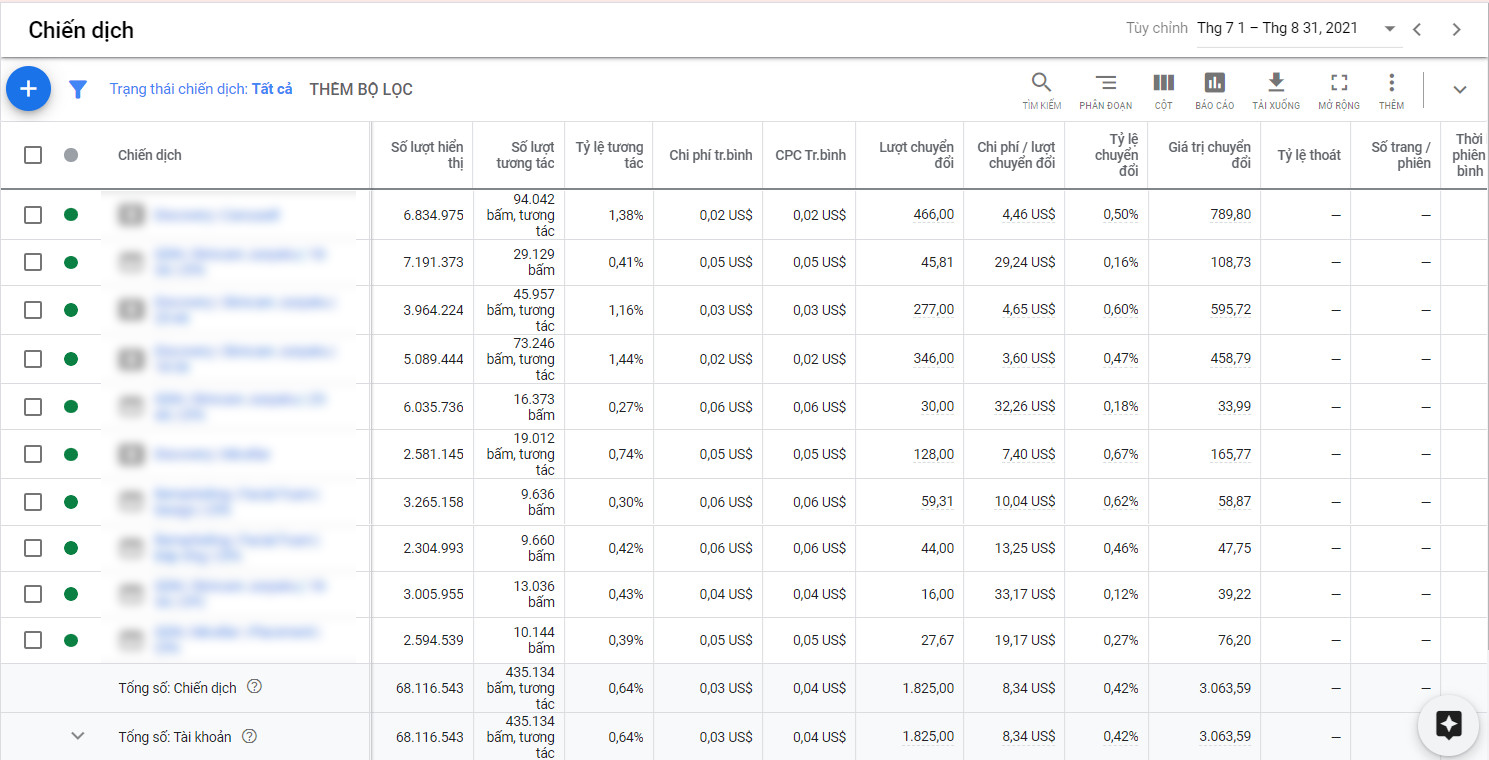 Chiến dịch
Tùy chỉnh Thg 7 1 – Thg 8 31, 2021
Trạng thái chiến dịch: Tất cả THÊM BỘ LỌC
TÌM KIẾM PHÂN ĐOẠN CỘT BÁO CÁO TẢI XUỐNG MỞ RỘNG THÊM
Chiến dịch
Số lượt hiển
thị
Số lượt
tương tác
Tỷ lệ tương
tác
Chi phí tr.bình
CPC Tr.bình
Lượt chuyển
đổi
Chi phí / lượt
chuyển đổi
Tỷ lệ
chuyển
đổi
Giá trị chuyển
đổi
Tỷ lệ thoát
Số trang /
phiên
Thời
phiên
bình
6.834.975
94.042
bấm, tương
tác
1,38% 0,02 US$ 0,02 US$ 466,00 4,46 US$ 0,50% 789,80 — —
7.191.373
29.129
bấm
0,41% 0,05 US$ 0,05 US$ 45,81 29,24 US$ 0,16% 108,73 — —
3.964.224
45.957
bấm, tương
tác
1,16% 0,03 US$ 0,03 US$ 277,00 4,65 US$ 0,60% 595,72 — —
5.089.444
73.246
bấm, tương
tác
1,44% 0,02 US$ 0,02 US$ 346,00 3,60 US$ 0,47% 458,79 — —
6.035.736
16.373
bấm
0,27% 0,06 US$ 0,06 US$ 30,00 32,26 US$ 0,18% 33,99 — —
2.581.145
19.012
bấm, tương
tác
0,74% 0,05 US$ 0,05 US$ 128,00 7,40 US$ 0,67% 165,77 — —
3.265.158
9.636
bấm
0,30% 0,06 US$ 0,06 US$ 59,31 10,04 US$ 0,62% 58,87 — —
2.304.993
9.660
bấm
0,42% 0,06 US$ 0,06 US$ 44,00 13,25 US$ 0,46% 47,75 — —
3.005.955
13.036
bấm
0,43% 0,04 US$ 0,04 US$ 16,00 33,17 US$ 0,12% 39,22 — —
2.594.539
10.144
bấm
0,39% 0,05 US$ 0,05 US$ 27,67 19,17 US$ 0,27% 76,20 — —
Tổng số: Chiến dịch 68.116.543
435.134
bấm, tương
tác
0,64% 0,03 US$ 0,04 US$ 1.825,00 8,34 US$ 0,42% 3.063,59 — —
Tổng số: Tài khoản 68.116.543
435.134
bấm, tương
tác
0,64% 0,03 US$ 0,04 US$ 1.825,00 8,34 US$ 0,42% 3.063,59 —